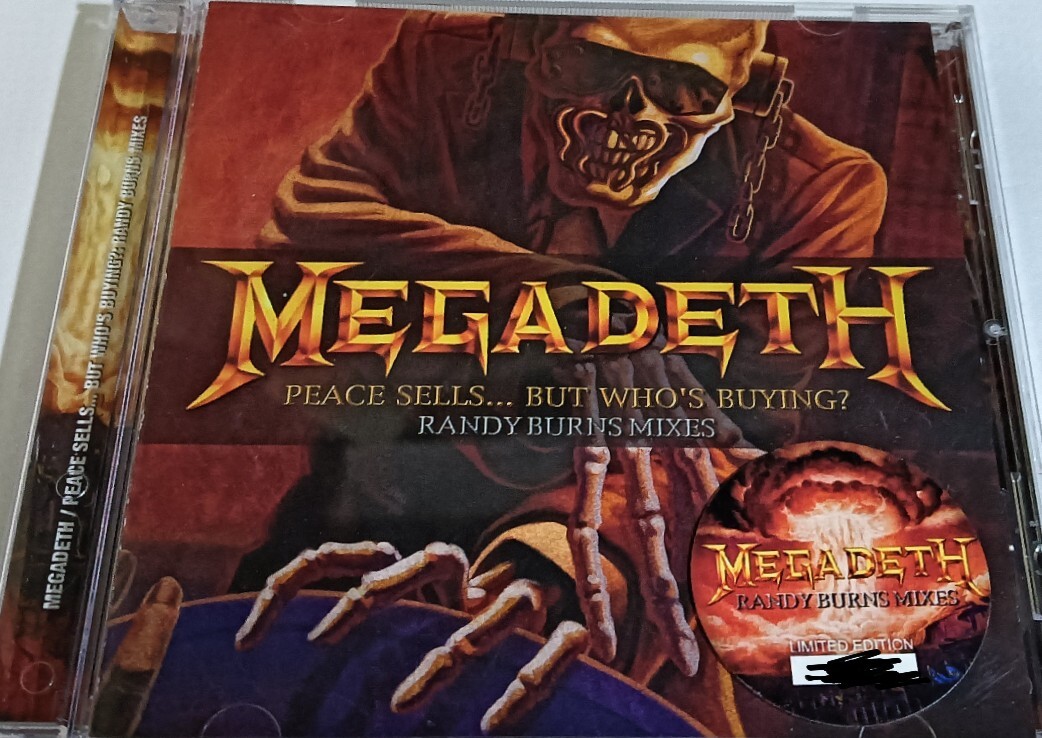 MEGADETH / PEACE SELLS... BUT WHO'S BUYING?: RANDY BURNS MIXES
MEGADETH
PEACE SELLS... BUT WHO'S BUYING?
RANDY BURNS MIXES
MEGADETH
RANDY BURNS MIXES
LIMITED EDITION